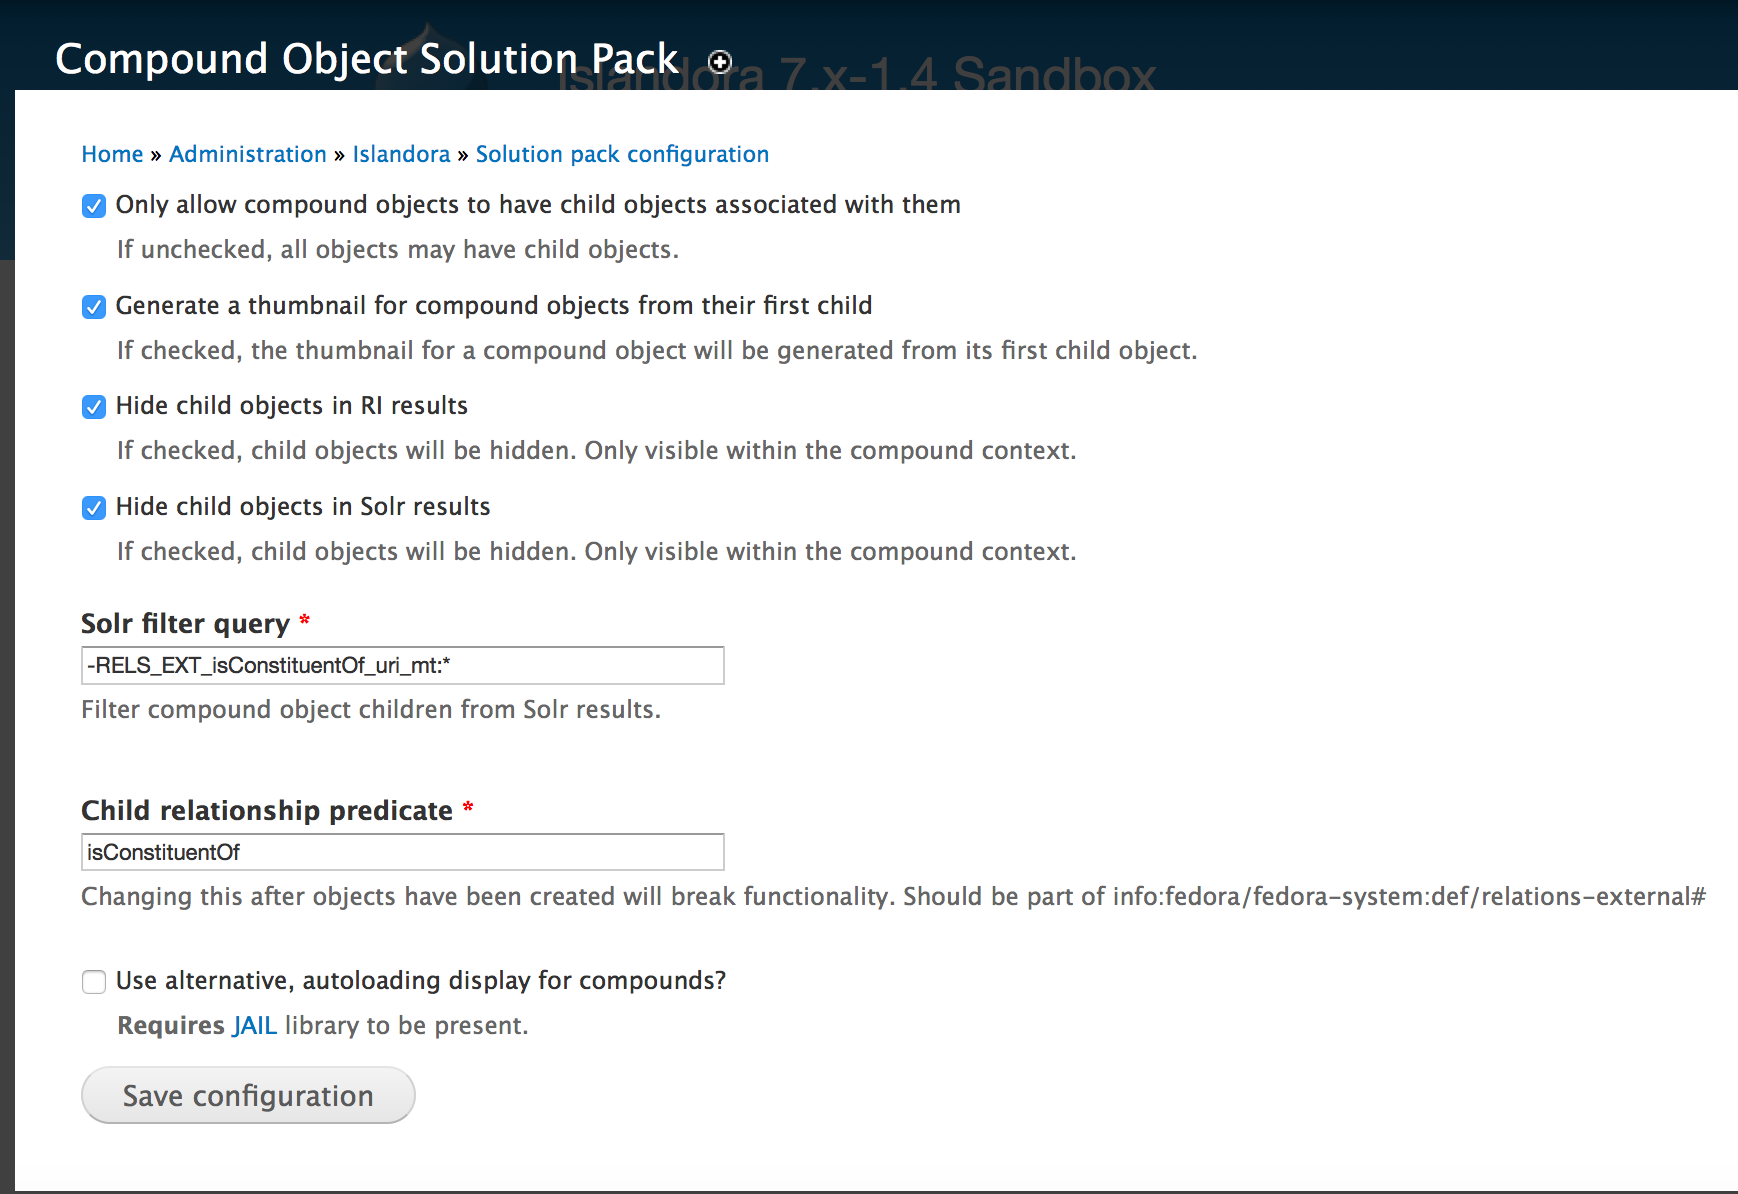 Compound Object Solution Pack
Islandora 7.x-1.4 Sandbox
Home » Administration » Islandora » Solution pack configuration
Only allow compound objects to have child objects associated with them
If unchecked, all objects may have child objects.
Generate a thumbnail for compound objects from their first child
If checked, the thumbnail for a compound object will be generated from its first child object.
Hide child objects in RI results
If checked, child objects will be hidden. Only visible within the compound context.
Hide child objects in Solr results
If checked, child objects will be hidden. Only visible within the compound context.
Solr filter query *
-RELS_EXT_isConstituentOf_uri_mt:*
Filter compound object children from Solr results.
Child relationship predicate *
isConstituentOf
Changing this after objects have been created will break functionality. Should be part of info:fedora/fedora-system:def/relations-external#
Use alternative, autoloading display for compounds?
Requires JAIL library to be present.
Save configuration